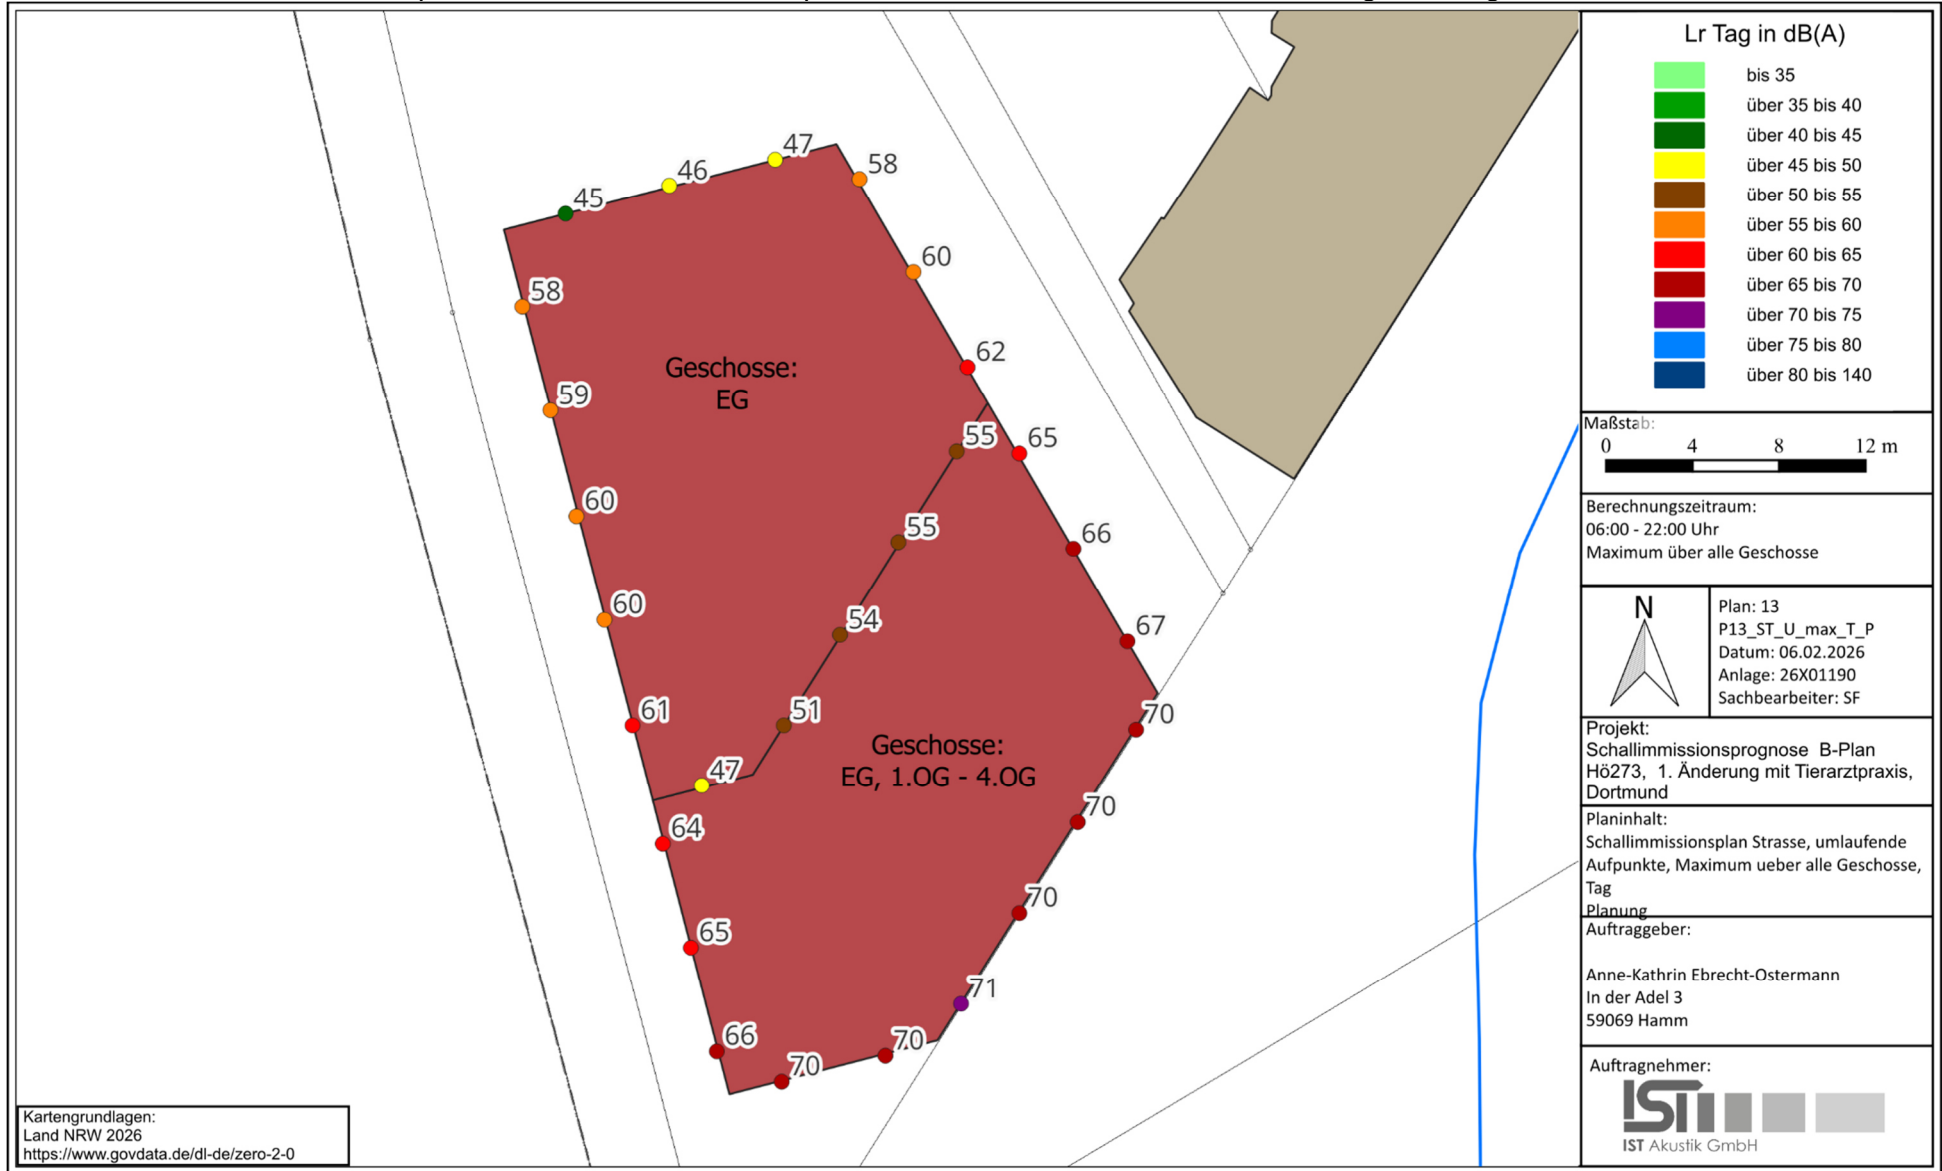 47
58
46
45
60
58
62
Geschosse:
EG
59
55
65
60
55
66
60
54
67
61
51
70
Geschosse:
EG, 1.OG - 4.OG
47
70
64
70
65
71
66
70
70
Kartengrundlagen:
Land NRW 2026
https://www.govdata.de/dl-de/zero-2-0
Lr Tag in dB(A)
bis 35
über 35 bis 40
über 40 bis 45
über 45 bis 50
über 50 bis 55
über 55 bis 60
über 60 bis 65
über 65 bis 70
über 70 bis 75
über 75 bis 80
über 80 bis 140
Maßstab:
0 4 8 12 m
Berechnungszeitraum:
06:00 - 22:00 Uhr
Maximum über alle Geschosse
N
Plan: 13
P13_ST_U_max_T_P
Datum: 06.02.2026
Anlage: 26X01190
Sachbearbeiter: SF
Projekt:
Schallimmissionsprognose B-Plan
Hö273, 1. Änderung mit Tierarztpraxis,
Dortmund
Planinhalt:
Schallimmissionsplan Strasse, umlaufende
Aufpunkte, Maximum ueber alle Geschosse,
Tag
Planung
Auftraggeber:
Anne-Kathrin Ebrecht-Ostermann
In der Adel 3
59069 Hamm
Auftragnehmer:
IST
IST Akustik GmbH